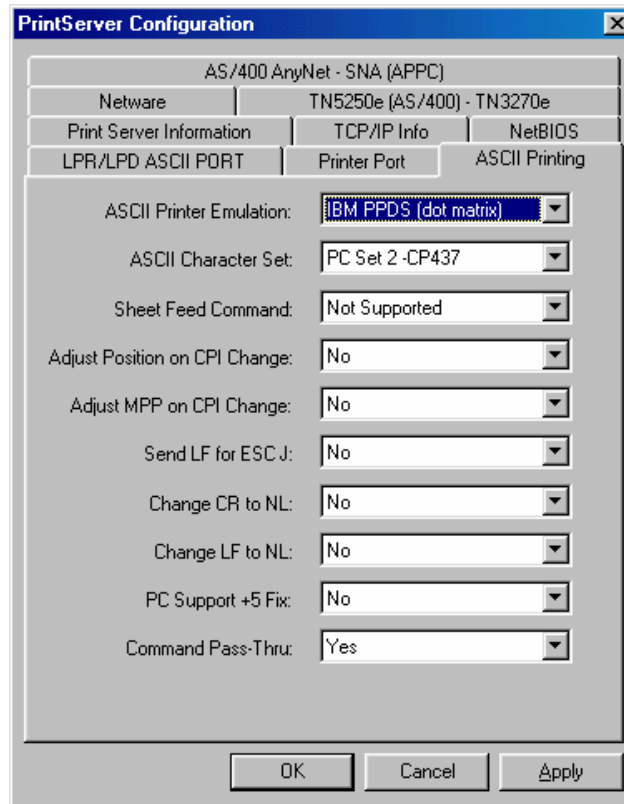 PrintServer Configuration
AS/400 AnyNet - SNA (APPC)
Netware TN5250e (AS/400) - TN3270e
Print Server Information TCP/IP Info NetBIOS
LPR/LPD ASCII PORT Printer Port ASCII Printing
ASCII Printer Emulation: IBM PPDS (dot matrix)
ASCII Character Set: PC Set 2 -CP437
Sheet Feed Command: Not Supported
Adjust Position on CPI Change: No
Adjust MPP on CPI Change: No
Send LF for ESC J: No
Change CR to NL: No
Change LF to NL: No
PC Support +5 Fix: No
Command Pass-Thru: Yes
OK Cancel Apply